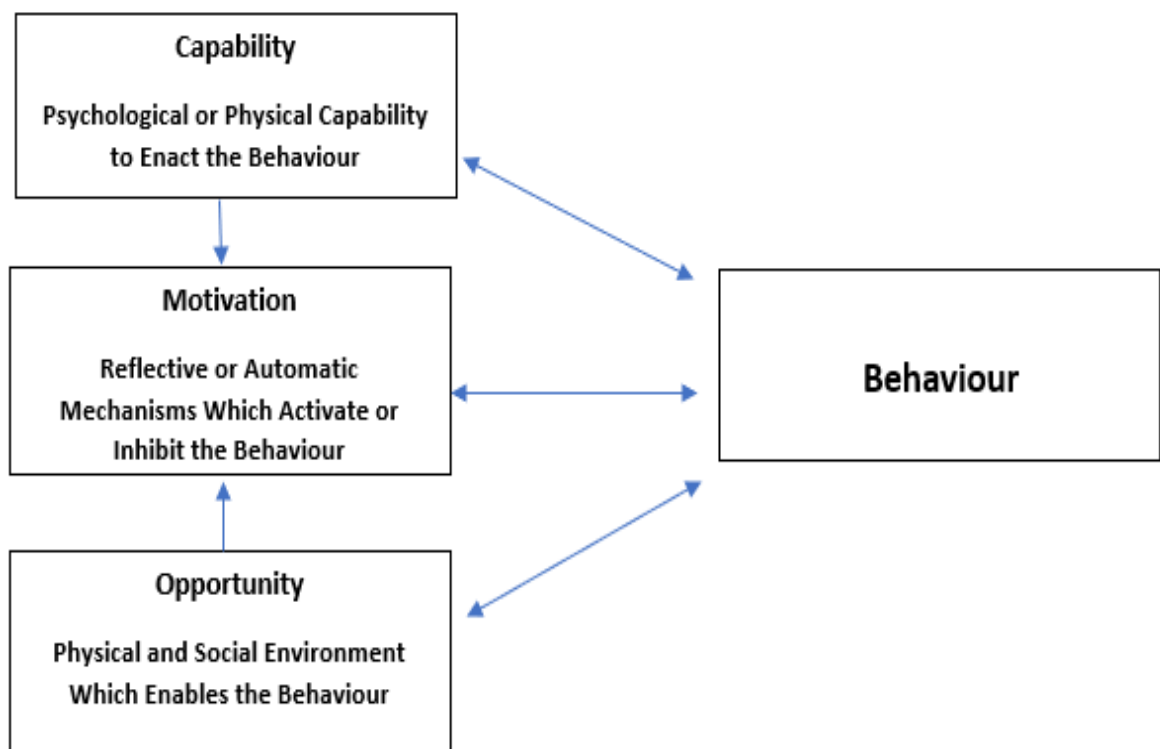 Capability
Psychological or Physical Capability
to Enact the Behaviour
Motivation
Reflective or Automatic
Mechanisms Which Activate or
Inhibit the Behaviour
Behaviour
Opportunity
Physical and Social Environment
Which Enables the Behaviour